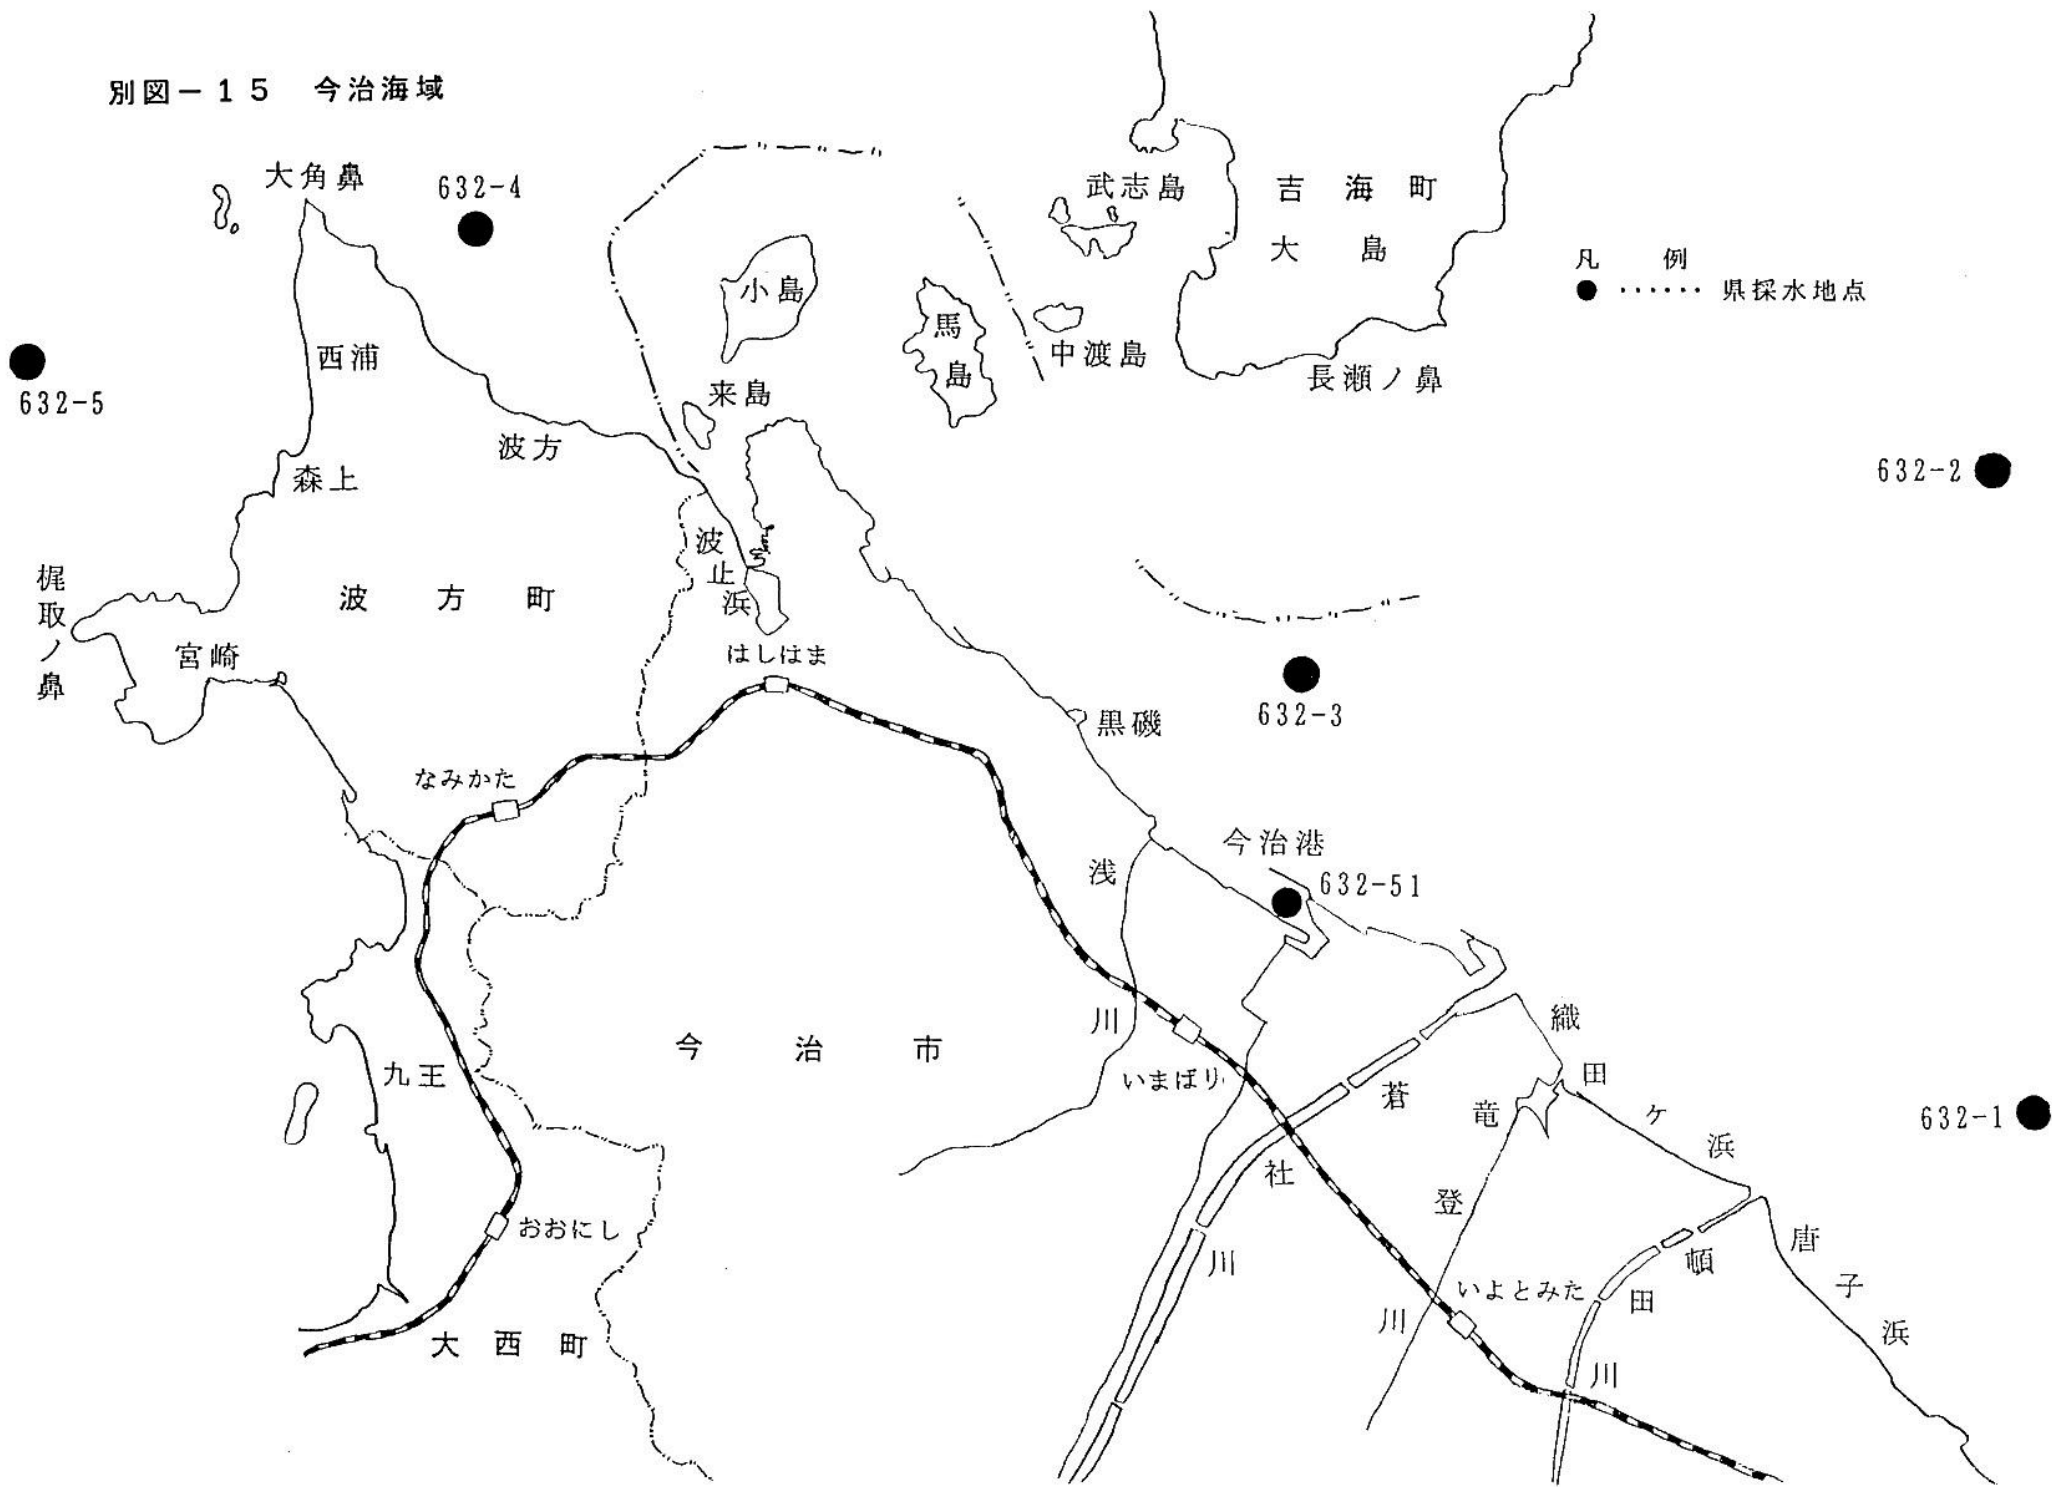 別図－１５　今治海域
大角鼻
632-4
武志島
吉海町
大島
凡例
●……県採水地点
小島
馬島
中渡島
長瀬ノ鼻
西浦
632-5
来島
波方
森上
632-2
波止浜
梶取ノ鼻
波方町
宮崎
はしはま
632-3
黒磯
なみかた
今治港
632-51
浅川
織田ケ浜
今治市
九王
いまばり
蒼社川
竜登川
632-1
おおにし
唐子浜
頓田川
いよとみた
大西町